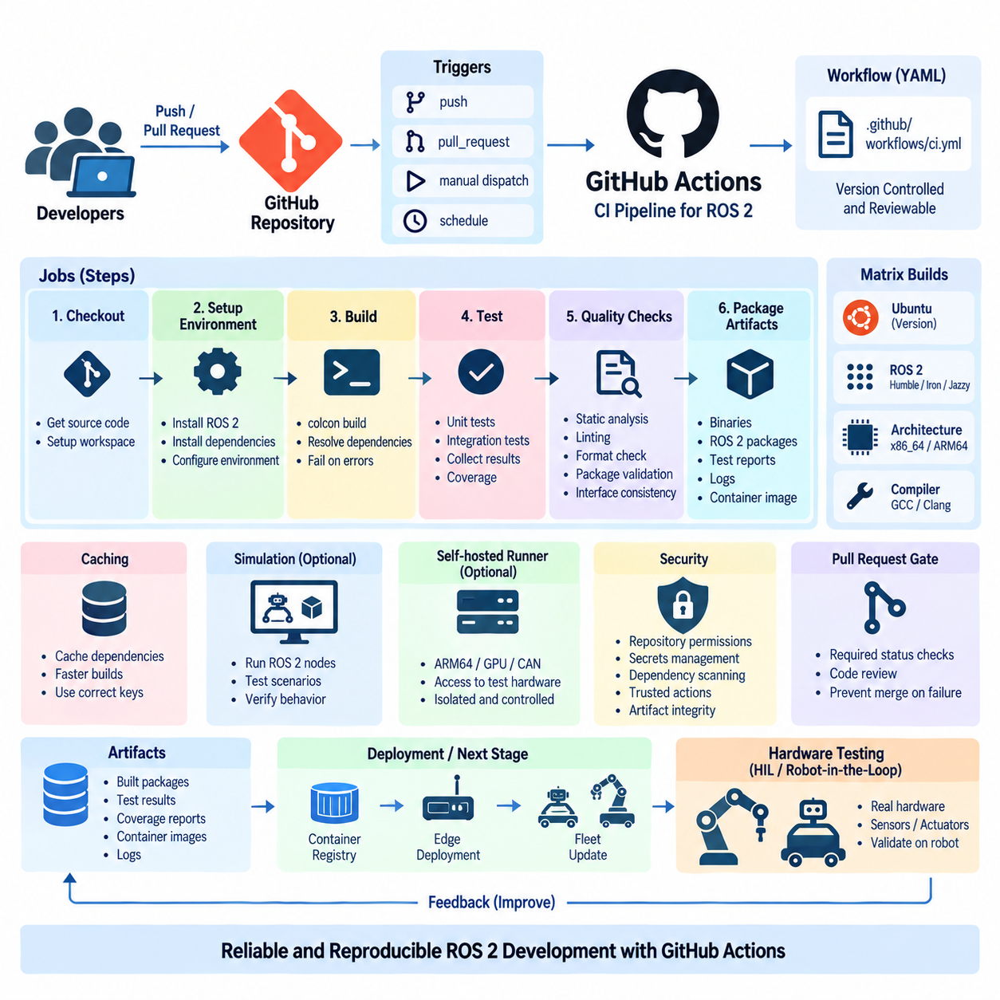 Push /
Pull Request
Developers
GitHub
Repository
Triggers
push
pull_request
manual dispatch
schedule
GitHub Actions
CI Pipeline for ROS 2
Workflow (YAML)
.github/
workflows/ci.yml
Version Controlled
and Reviewable
Jobs (Steps)
1. Checkout
• Get source code
• Setup workspace
2. Setup
Environment
• Install ROS 2
• Install dependencies
• Configure environment
3. Build
• colcon build
• Resolve dependencies
• Fail on errors
4. Test
• Unit tests
• Integration tests
• Collect results
• Coverage
5. Quality Checks
• Static analysis
• Linting
• Format check
• Package validation
• Interface consistency
6. Package
Artifacts
• Binaries
• ROS 2 packages
• Test reports
• Logs
• Container image
Matrix Builds
Ubuntu
(Version)
ROS 2
Humble / Iron / Jazzy
Architecture
x86_64 / ARM64
Compiler
GCC / Clang
Caching
• Cache dependencies
• Faster builds
• Use correct keys
Simulation (Optional)
• Run ROS 2 nodes
• Test scenarios
• Verify behavior
Self-hosted Runner
(Optional)
• ARM64 / GPU / CAN
• Access to test hardware
• Isolated and controlled
Security
• Repository permissions
• Secrets management
• Dependency scanning
• Trusted actions
• Artifact integrity
Pull Request Gate
• Required status checks
• Code review
• Prevent merge on failure
Artifacts
• Built packages
• Test results
• Coverage reports
• Container images
• Logs
Deployment / Next Stage
Container
Registry
Edge
Deployment
Fleet
Update
Hardware Testing
(HIL / Robot-in-the-Loop)
• Real hardware
• Sensors / Actuators
• Validate on robot
Feedback (Improve)
Reliable and Reproducible ROS 2 Development with GitHub Actions